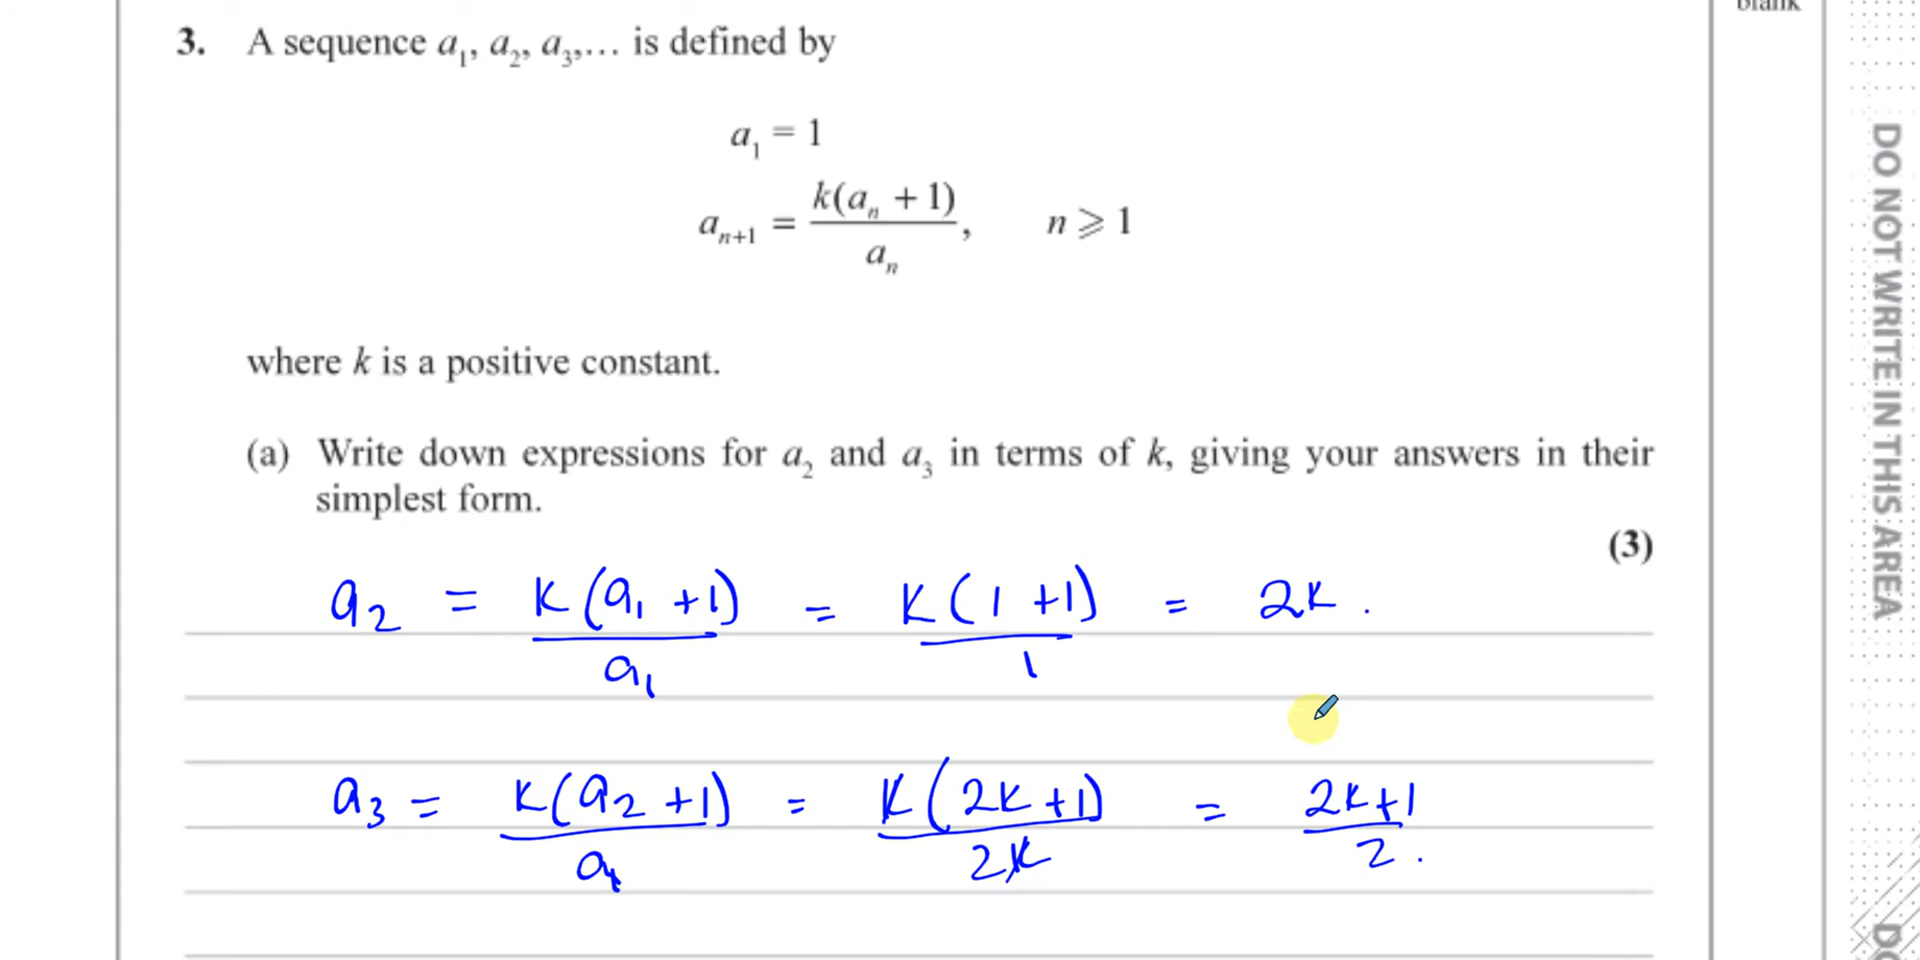 blank
3. A sequence a₁, a₂, a₃,... is defined by
a₁ = 1
aₙ₊₁ = k(aₙ + 1)/aₙ, n ⩾ 1
where k is a positive constant.
(a) Write down expressions for a₂ and a₃ in terms of k, giving your answers in their
simplest form.
(3)
a₂ = K(a₁ + 1)/a₁ = K(1 + 1)/1 = 2K.
a₃ = K(a₂ + 1)/a = K(2K + 1)/2K = 2K+1/2.
DO NOT WRITE IN THIS AREA